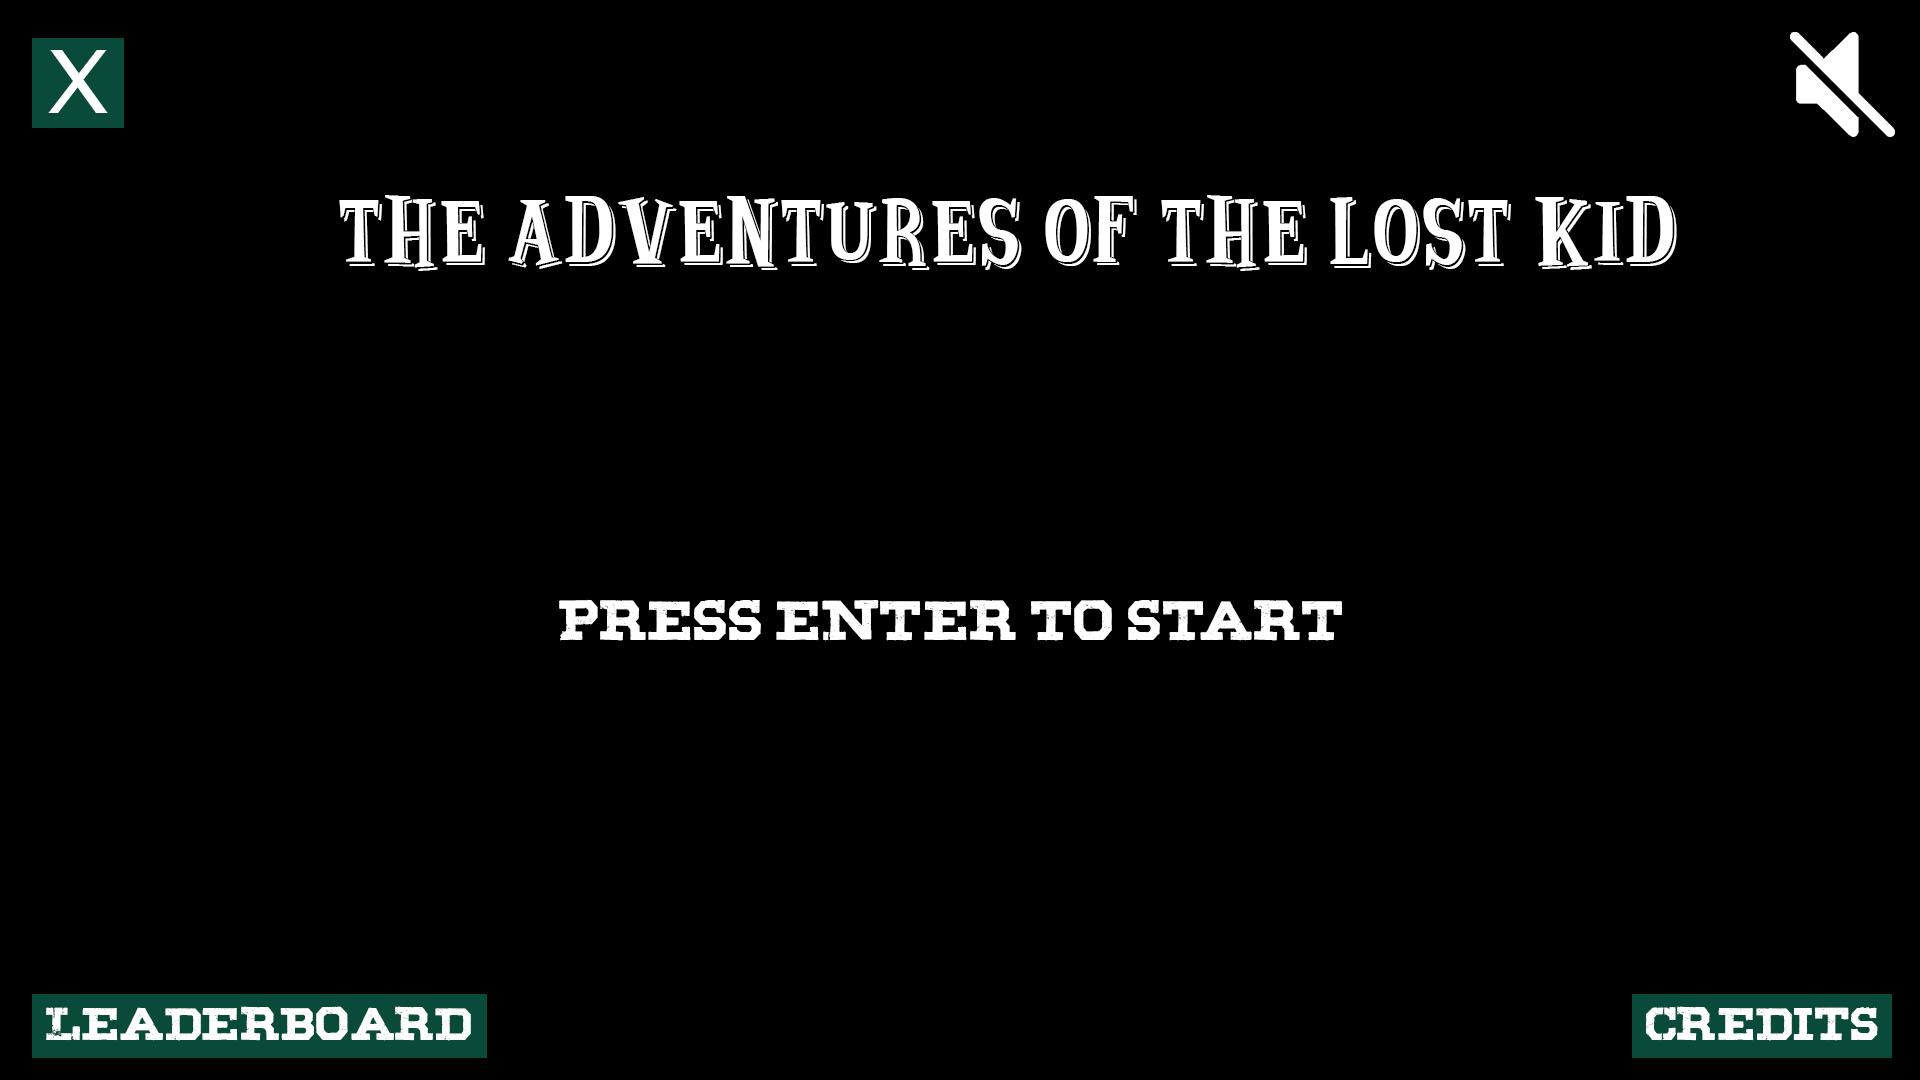 X
THE ADVENTURES OF THE LOST KID
PRESS ENTER TO START
LEADERBOARD
CREDITS